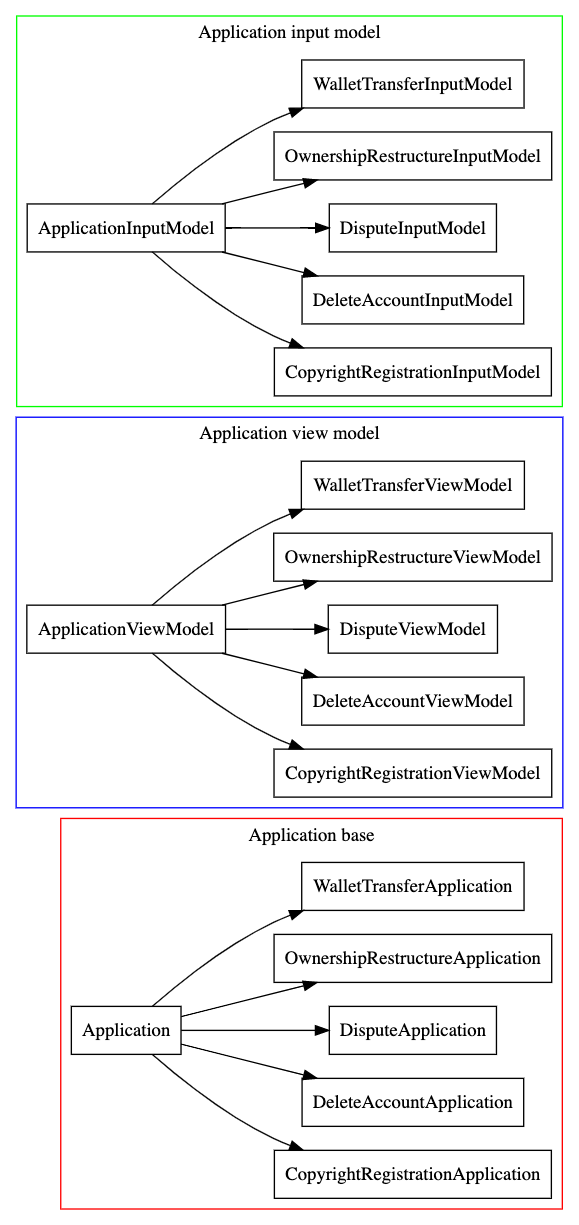 Application input model
WalletTransferInputModel
OwnershipRestructureInputModel
ApplicationInputModel
DisputeInputModel
DeleteAccountInputModel
CopyrightRegistrationInputModel
Application view model
WalletTransferViewModel
OwnershipRestructureViewModel
ApplicationViewModel
DisputeViewModel
DeleteAccountViewModel
CopyrightRegistrationViewModel
Application base
WalletTransferApplication
OwnershipRestructureApplication
Application
DisputeApplication
DeleteAccountApplication
CopyrightRegistrationApplication